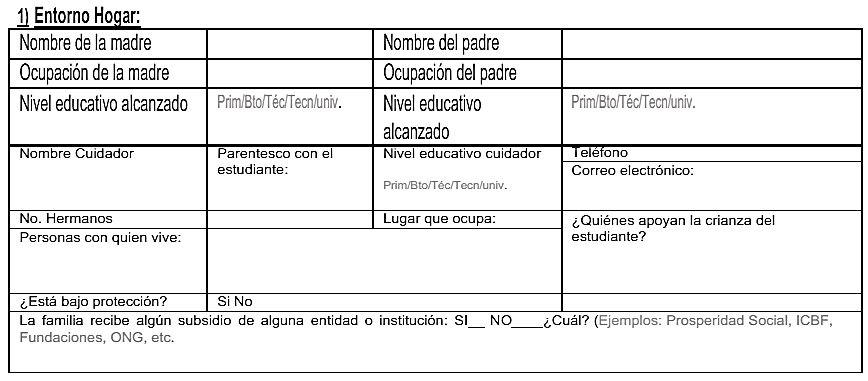 1) Entorno Hogar:
Nombre de la madre
Nombre del padre
Ocupación de la madre
Ocupación del padre
Nivel educativo alcanzado
Prim/Bto/Téc/Tecn/univ.
Nivel educativo
alcanzado
Prim/Bto/Téc/Tecn/univ.
Nombre Cuidador
Parentesco con el
estudiante:
Nivel educativo cuidador
Prim/Bto/Téc/Tecn/univ.
Teléfono
Correo electrónico:
No. Hermanos
Lugar que ocupa:
¿Quiénes apoyan la crianza del
estudiante?
Personas con quien vive:
¿Está bajo protección?
Si No
La familia recibe algún subsidio de alguna entidad o institución: SI__ NO____¿Cuál? (Ejemplos: Prosperidad Social, ICBF,
Fundaciones, ONG, etc.